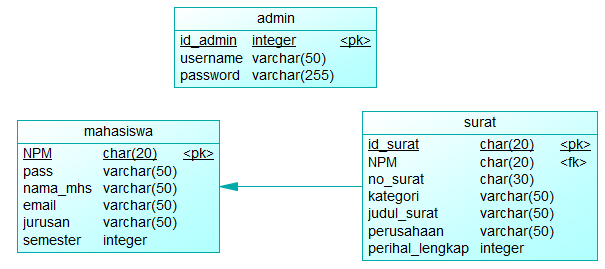 admin
id_admin integer <pk>
username varchar(50)
password varchar(255)
mahasiswa
NPM char(20) <pk>
pass varchar(50)
nama_mhs varchar(50)
email varchar(50)
jurusan varchar(50)
semester integer
surat
id_surat char(20) <pk>
NPM char(20) <fk>
no_surat char(30)
kategori varchar(50)
judul_surat varchar(50)
perusahaan varchar(50)
perihal_lengkap integer